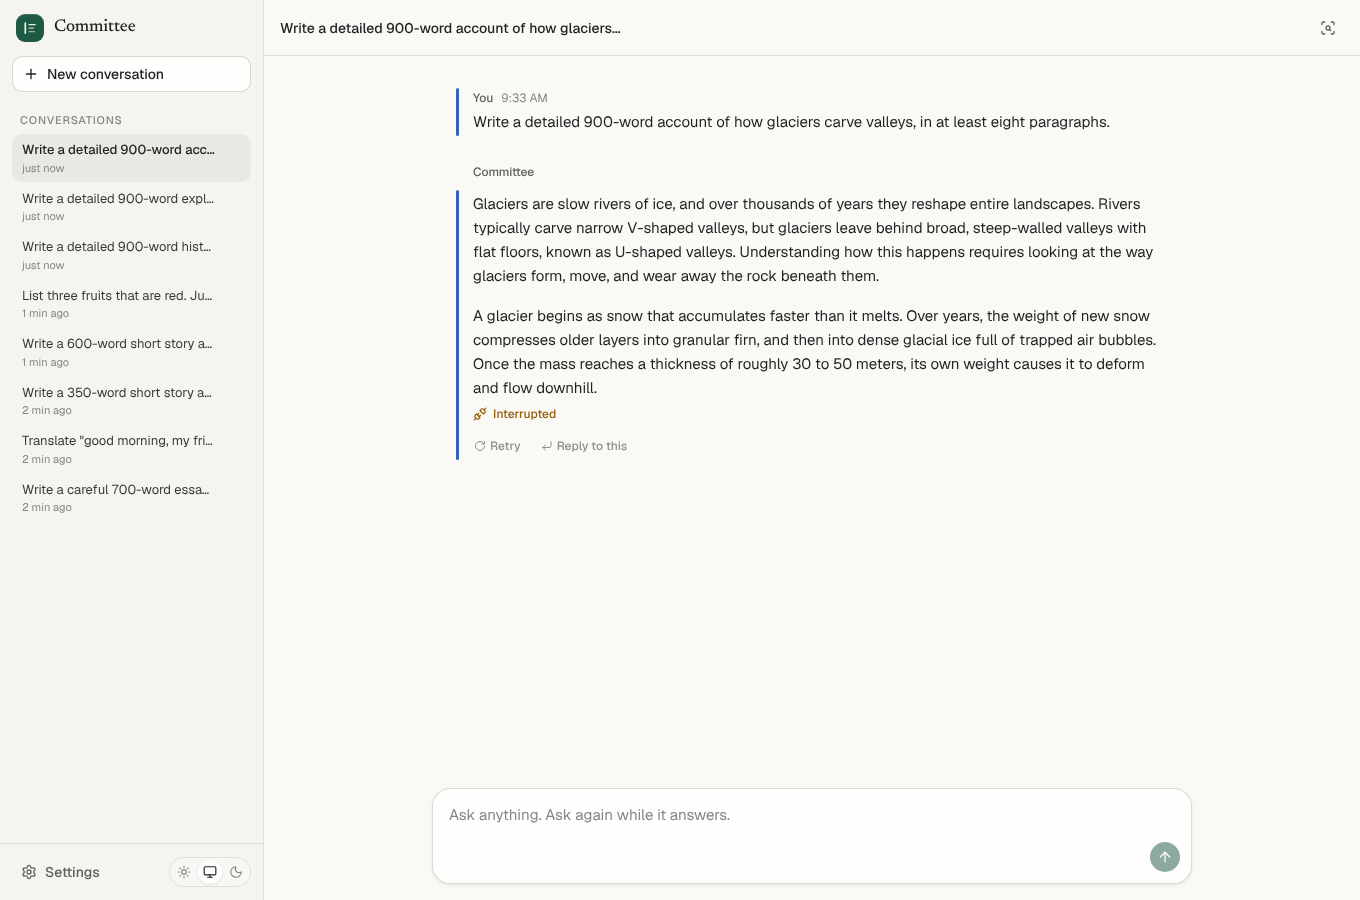 Committee
New conversation
CONVERSATIONS
Write a detailed 900-word acc...
just now
Write a detailed 900-word expl...
just now
Write a detailed 900-word hist...
just now
List three fruits that are red. Ju...
1 min ago
Write a 600-word short story a...
1 min ago
Write a 350-word short story a...
2 min ago
Translate "good morning, my fri...
2 min ago
Write a careful 700-word essa...
2 min ago
Settings
Write a detailed 900-word account of how glaciers...
You 9:33 AM
Write a detailed 900-word account of how glaciers carve valleys, in at least eight paragraphs.
Committee
Glaciers are slow rivers of ice, and over thousands of years they reshape entire landscapes. Rivers
typically carve narrow V-shaped valleys, but glaciers leave behind broad, steep-walled valleys with
flat floors, known as U-shaped valleys. Understanding how this happens requires looking at the way
glaciers form, move, and wear away the rock beneath them.
A glacier begins as snow that accumulates faster than it melts. Over years, the weight of new snow
compresses older layers into granular firn, and then into dense glacial ice full of trapped air bubbles.
Once the mass reaches a thickness of roughly 30 to 50 meters, its own weight causes it to deform
and flow downhill.
Interrupted
Retry Reply to this
Ask anything. Ask again while it answers.